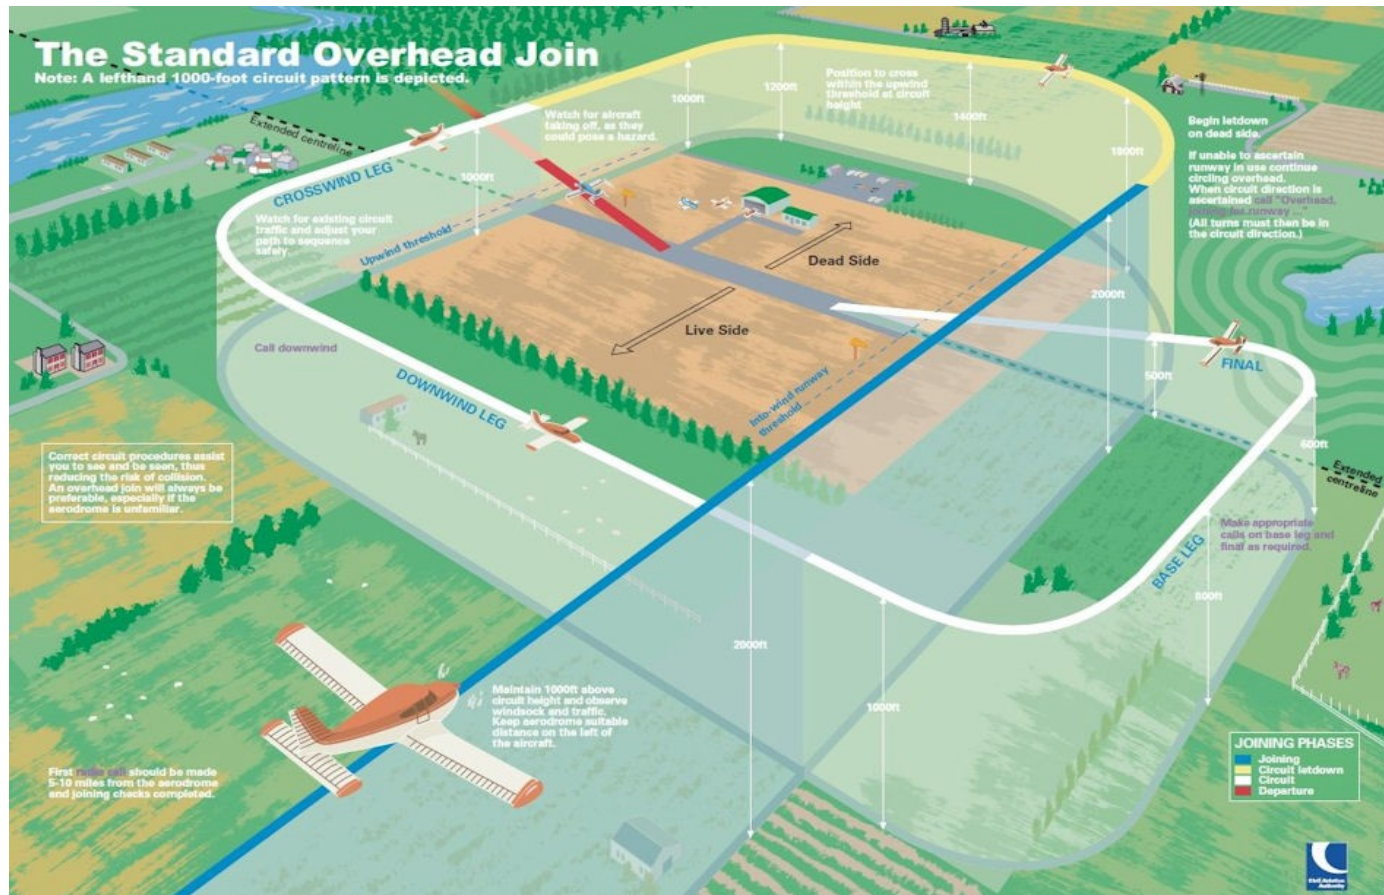 The Standard Overhead Join
Note: A lefthand 1000-foot circuit pattern is depicted.
Extended centreline
CROSSWIND LEG
1000ft
Watch for aircraft
taking off, as they
could pose a hazard.
1000ft
1200ft
Position to cross
within the upwind
threshold at circuit
height
1400ft
1800ft
Begin letdown
on dead side.
If unable to ascertain
runway in use continue
circling overhead.
When circuit direction is
ascertained call "Overhead,
joining for runway ..."
(All turns must then be in
the circuit direction.)
Watch for existing circuit
traffic and adjust your
path to sequence
safely.
Upwind threshold
Dead Side
Live Side
2000ft
Call downwind
DOWNWIND LEG
Into-wind runway
threshold
500ft
FINAL
600ft
Extended
centreline
Correct circuit procedures assist
you to see and be seen, thus
reducing the risk of collision.
An overhead join will always be
preferable, especially if the
aerodrome is unfamiliar.
Make appropriate
calls on base leg and
final as required.
BASE LEG
800ft
2000ft
1000ft
Maintain 1000ft above
circuit height and observe
windsock and traffic.
Keep aerodrome suitable
distance on the left of
the aircraft.
First radio call should be made
5-10 miles from the aerodrome
and joining checks completed.
JOINING PHASES
Joining
Circuit letdown
Circuit
Departure
Civil Aviation
Authority